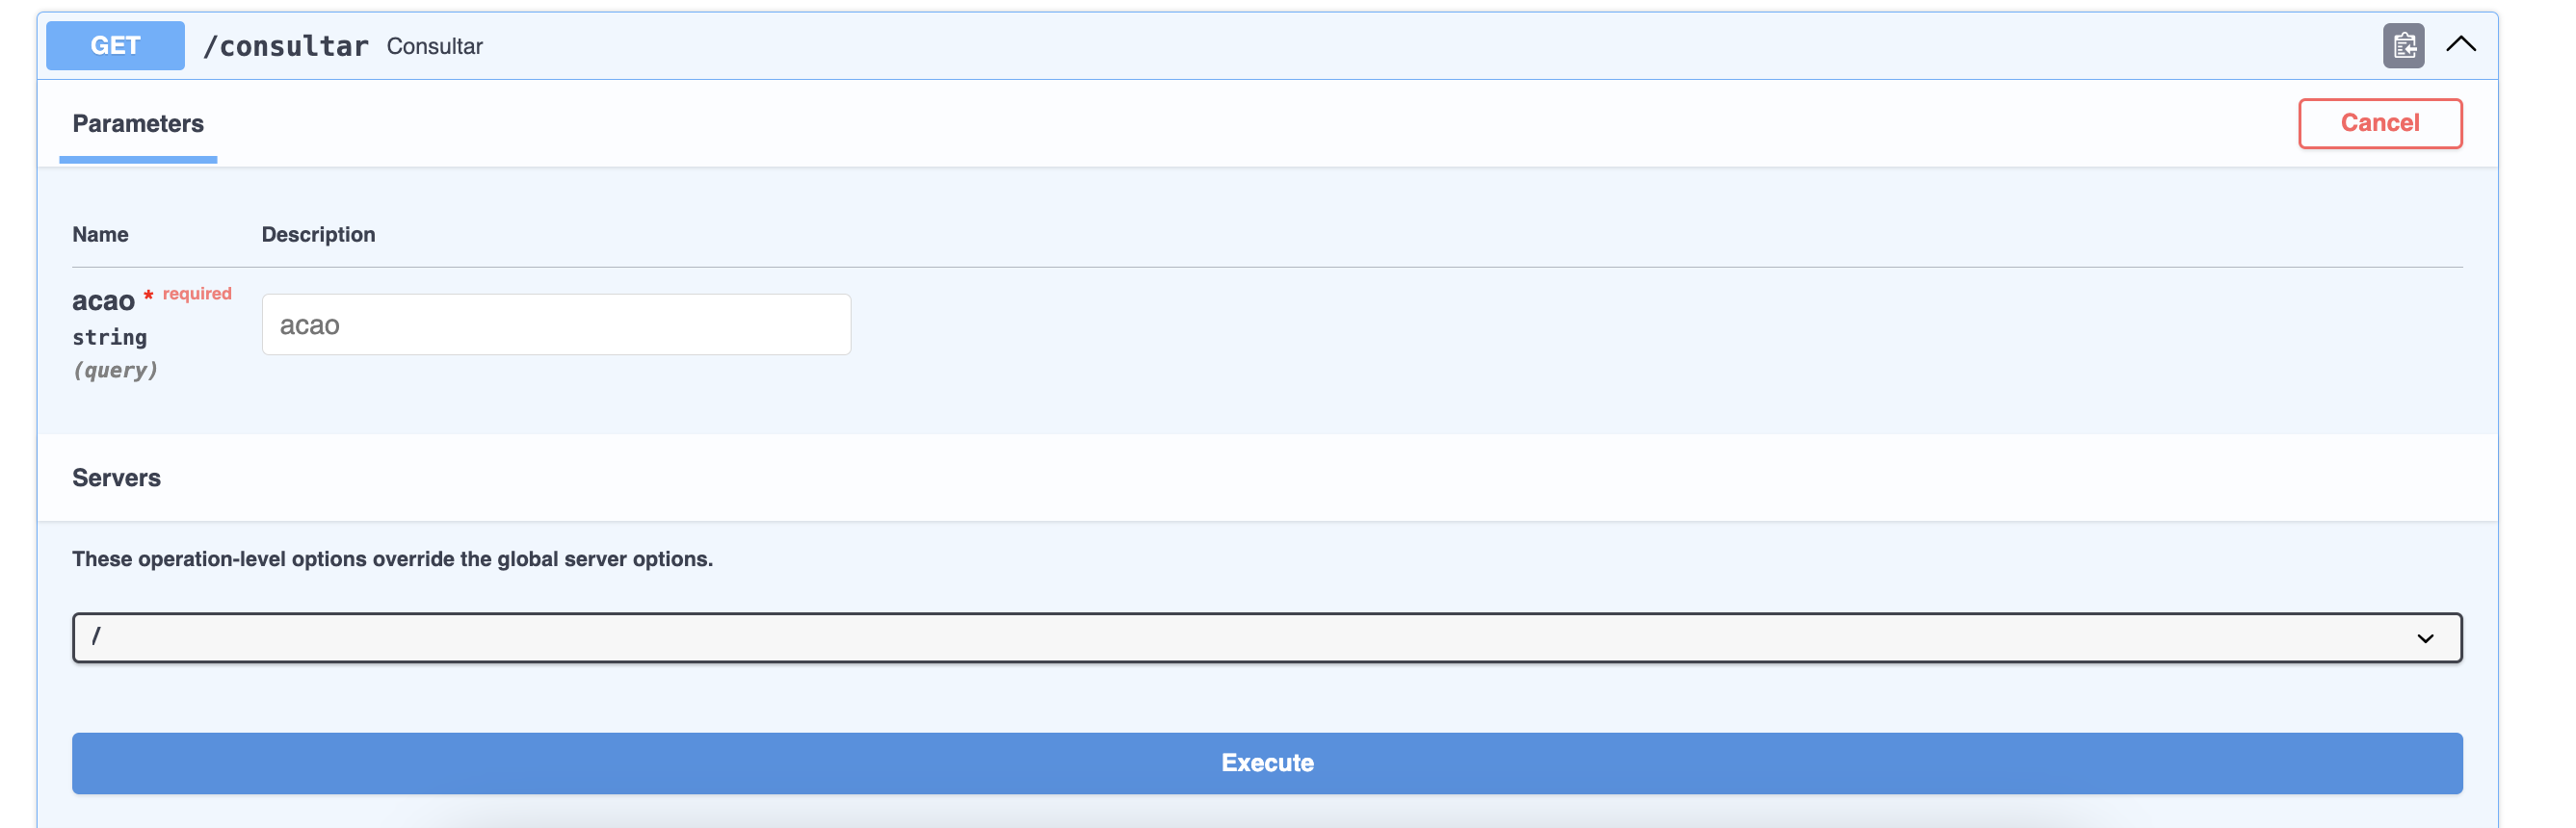 GET /consultar Consultar
Parameters
Cancel
Name Description
acao * required
string
(query)
acao
Servers
These operation-level options override the global server options.
/
Execute